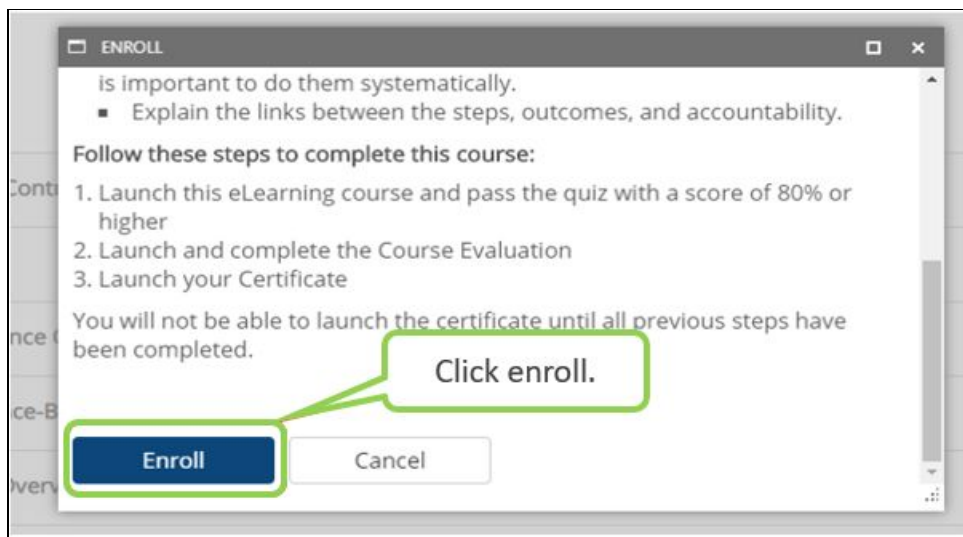 ENROLL
is important to do them systematically.
▪ Explain the links between the steps, outcomes, and accountability.
Follow these steps to complete this course:
1. Launch this eLearning course and pass the quiz with a score of 80% or
higher
2. Launch and complete the Course Evaluation
3. Launch your Certificate
You will not be able to launch the certificate until all previous steps have
been completed.
Click enroll.
Enroll
Cancel